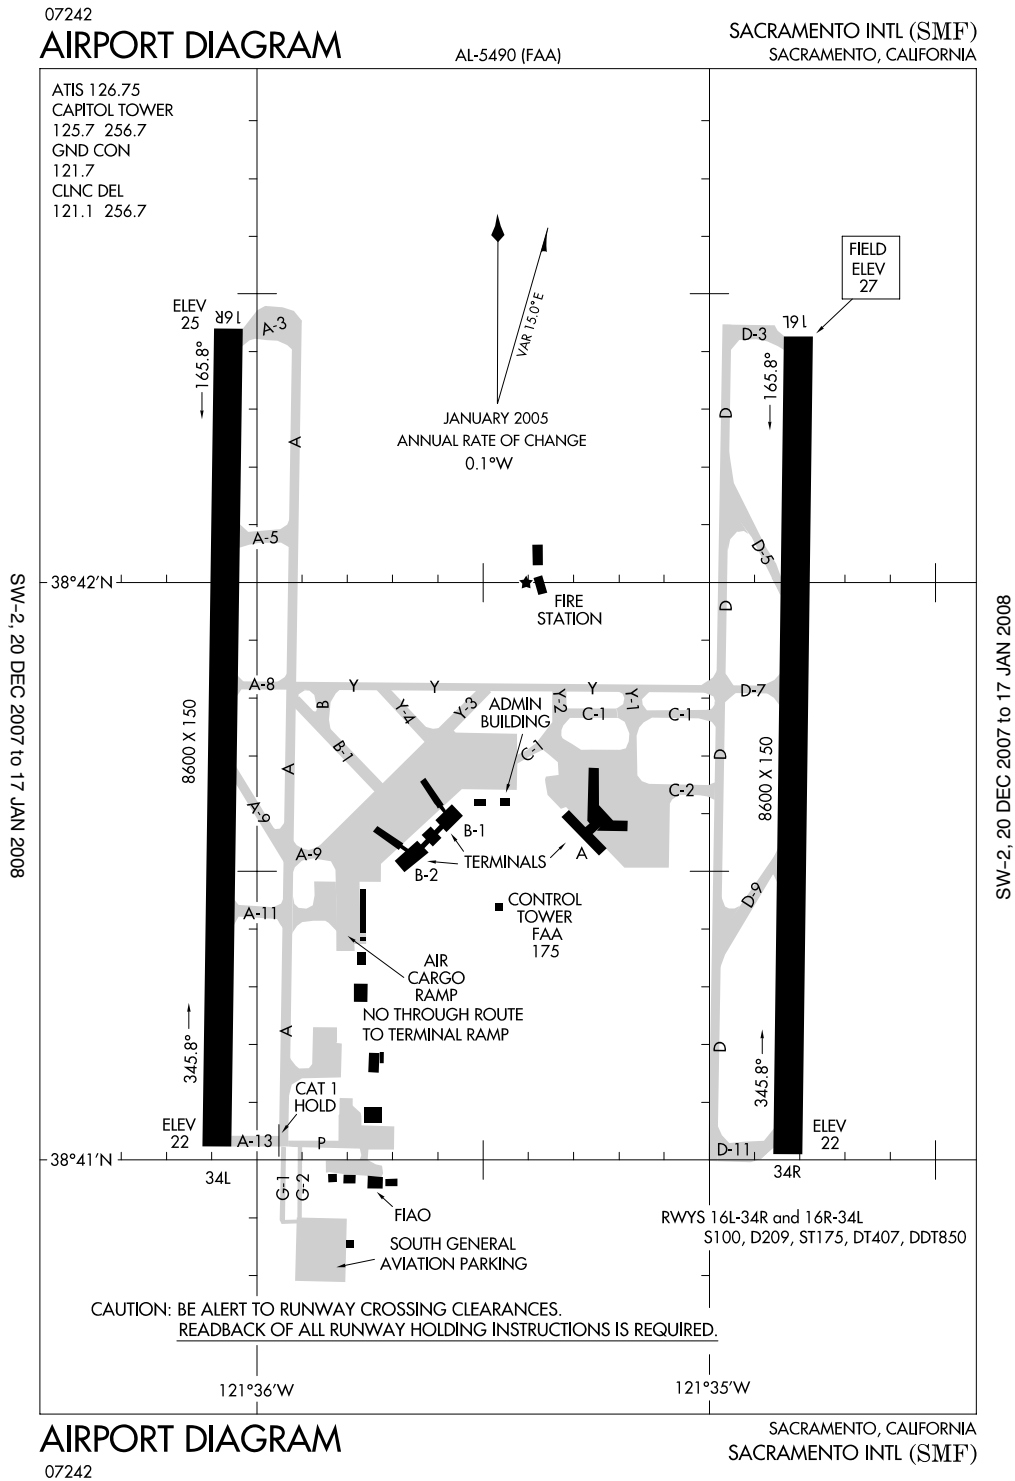 07242
AIRPORT DIAGRAM
AL-5490 (FAA)
SACRAMENTO INTL (SMF)
SACRAMENTO, CALIFORNIA
ATIS 126.75
CAPITOL TOWER
125.7 256.7
GND CON
121.7
CLNC DEL
121.1 256.7
VAR 15.0°E
JANUARY 2005
ANNUAL RATE OF CHANGE
0.1°W
FIELD
ELEV
27
ELEV
25
16R
A-3
165.8°
A
A-5
16L
D-3
165.8°
D
D-5
38°42'N
FIRE
STATION
D
SW-2, 20 DEC 2007 to 17 JAN 2008
SW-2, 20 DEC 2007 to 17 JAN 2008
A-8
Y
Y
Y
D-7
B
Y-4
Y-3
Y-2
Y-1
ADMIN
BUILDING
C-1
C-1
C-1
B-1
8600 X 150
A
D
8600 X 150
C-2
A-9
A-9
B-1
TERMINALS
B-2
A
D-9
A-11
CONTROL
TOWER
FAA
175
AIR
CARGO
RAMP
NO THROUGH ROUTE
TO TERMINAL RAMP
A
D
345.8°
345.8°
CAT 1
HOLD
ELEV
22
A-13
P
D-11
ELEV
22
38°41'N
34L
34R
G-1
G-2
FIAO
SOUTH GENERAL
AVIATION PARKING
RWYS 16L-34R and 16R-34L
S100, D209, ST175, DT407, DDT850
CAUTION: BE ALERT TO RUNWAY CROSSING CLEARANCES.
READBACK OF ALL RUNWAY HOLDING INSTRUCTIONS IS REQUIRED.
121°36'W
121°35'W
AIRPORT DIAGRAM
07242
SACRAMENTO, CALIFORNIA
SACRAMENTO INTL (SMF)